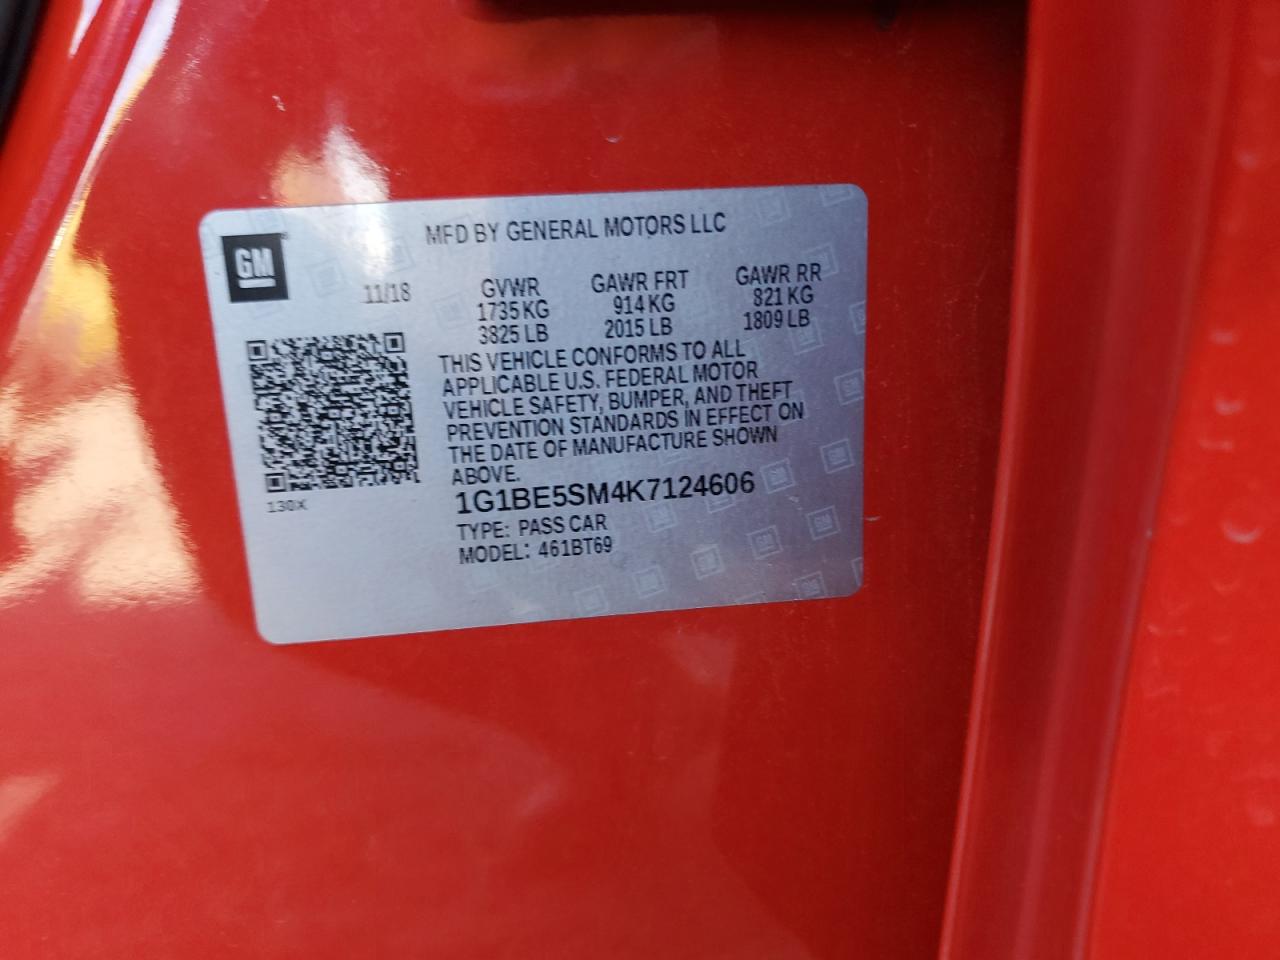 MFD BY GENERAL MOTORS LLC
GM
11/18
GVWR GAWR FRT GAWR RR
1735 KG 914 KG 821 KG
3825 LB 2015 LB 1809 LB
THIS VEHICLE CONFORMS TO ALL
APPLICABLE U.S. FEDERAL MOTOR
VEHICLE SAFETY, BUMPER, AND THEFT
PREVENTION STANDARDS IN EFFECT ON
THE DATE OF MANUFACTURE SHOWN
ABOVE.
130X
1G1BE5SM4K7124606
TYPE: PASS CAR
MODEL: 461BT69